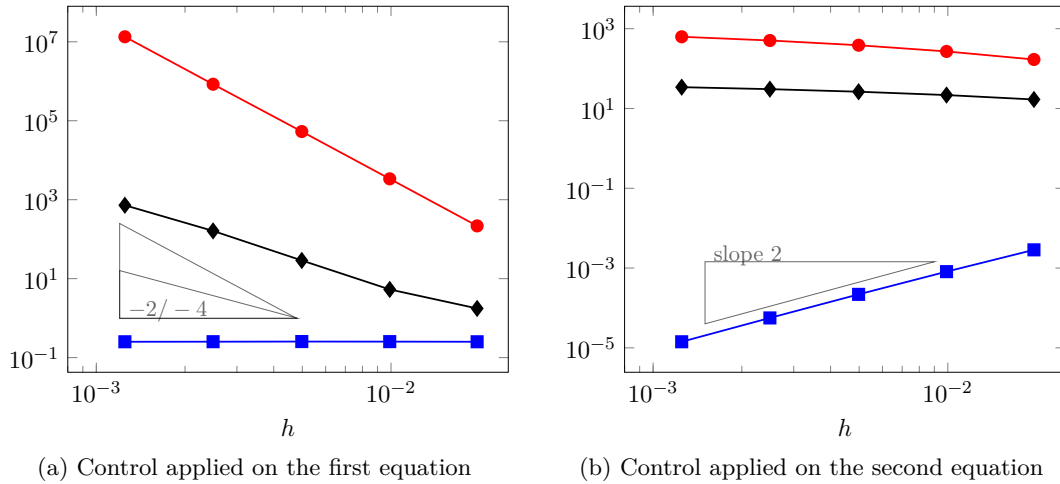 10^7
10^5
10^3
10^1
10^{-1}
−2/ − 4
10^{-3}
10^{-2}
h
(a) Control applied on the first equation
10^3
10^1
10^{-1}
10^{-3}
10^{-5}
slope 2
10^{-3}
10^{-2}
h
(b) Control applied on the second equation